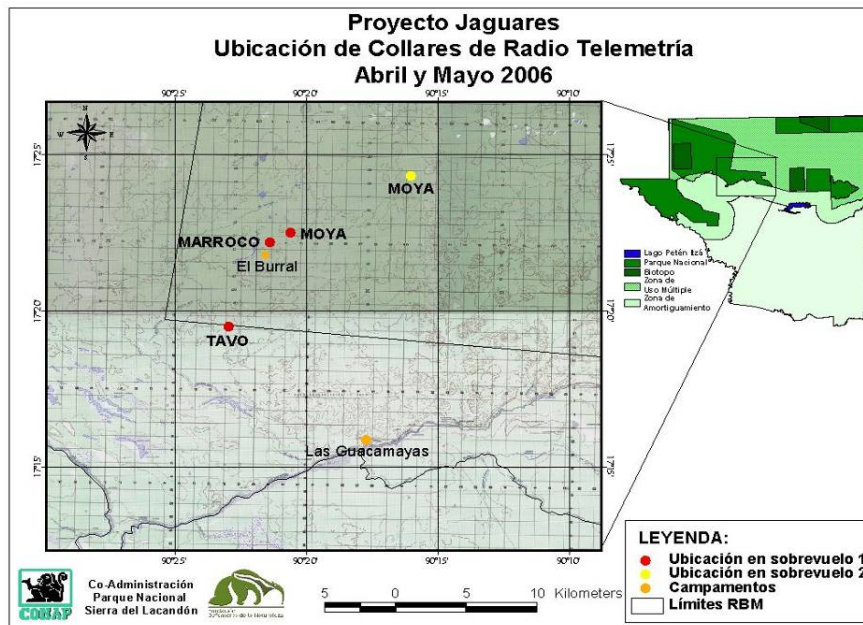 Proyecto Jaguares
Ubicación de Collares de Radio Telemetría
Abril y Mayo 2006
90°25' 90°20' 90°15' 90°10'
N
W E
S
17°25' 17°25'
MOYA
MARROCO MOYA
El Burral
17°20' 17°20'
TAVO
Las Guacamayas
17°15'
90°25' 90°20' 90°15' 90°10'
Lago Petén Itzá
Parque Nacional
Biotopo
Zona de
Uso Múltiple
Zona de
Amortiguamiento
LEYENDA:
Ubicación en sobrevuelo 1
Ubicación en sobrevuelo 2
Campamentos
Límites RBM
CONAP
Co-Administración
Parque Nacional
Sierra del Lacandón
5 0 5 10 Kilometers